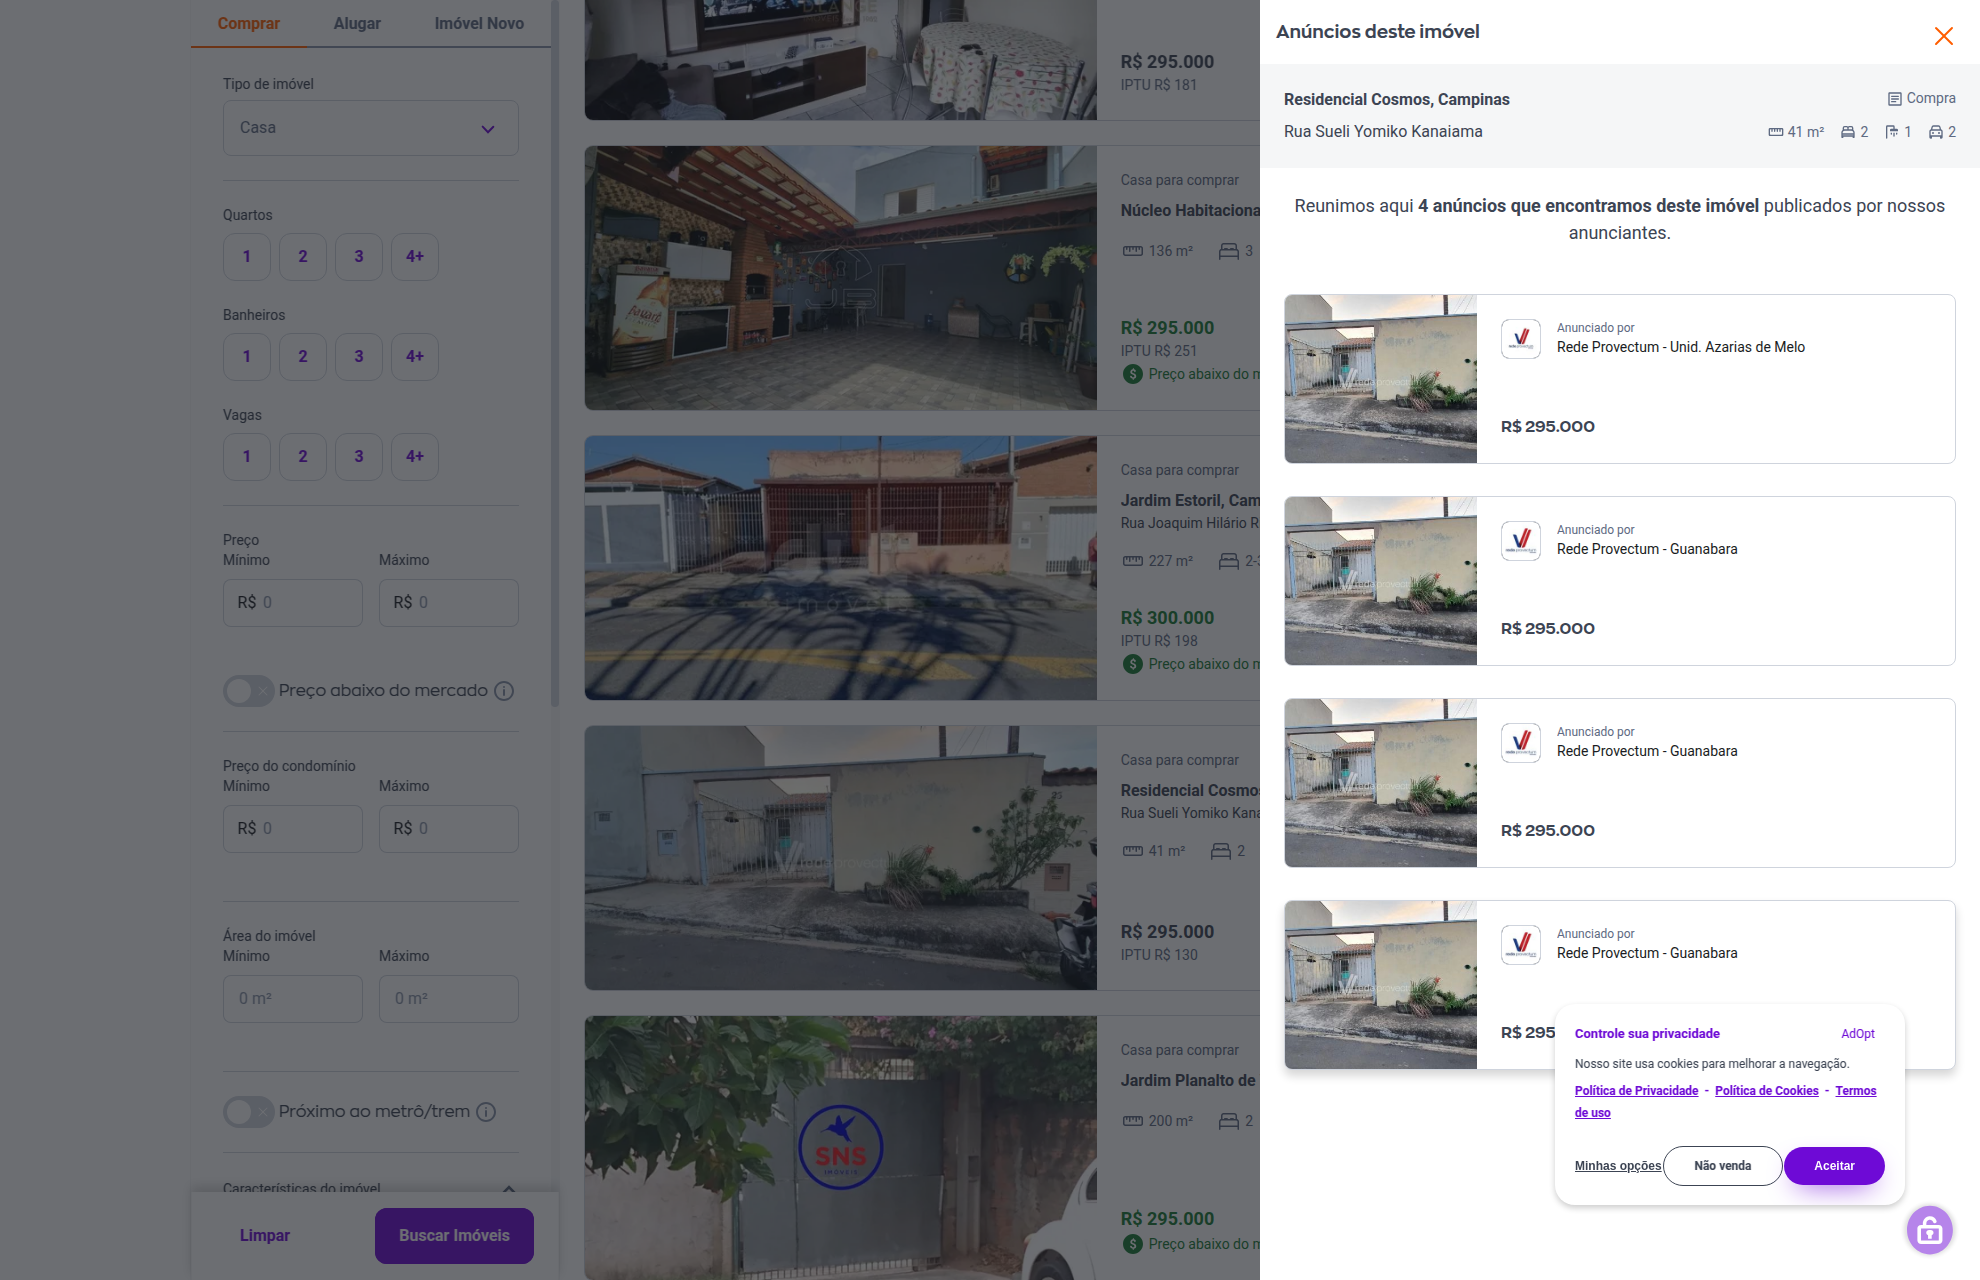 Comprar
Alugar
Imóvel Novo
Tipo de imóvel
Casa
Quartos
1
2
3
4+
Banheiros
1
2
3
4+
Vagas
1
2
3
4+
Preço
Mínimo
Máximo
R$ 0
R$ 0
Preço abaixo do mercado
Preço do condomínio
Mínimo
Máximo
R$ 0
R$ 0
Área do imóvel
Mínimo
Máximo
0 m²
0 m²
Próximo ao metrô/trem
Características do imóvel
Limpar
Buscar Imóveis
R$ 295.000
IPTU R$ 181
Casa para comprar
Núcleo Habitaciona
136 m²
3
R$ 295.000
IPTU R$ 251
Preço abaixo do m
Casa para comprar
Jardim Estoril, Cam
Rua Joaquim Hilário R
227 m²
2-3
R$ 300.000
IPTU R$ 198
Preço abaixo do m
Casa para comprar
Residencial Cosmo
Rua Sueli Yomiko Kana
41 m²
2
R$ 295.000
IPTU R$ 130
SNS
IMÓVEIS
Casa para comprar
Jardim Planalto de
200 m²
2
R$ 295.000
Preço abaixo do m
Anúncios deste imóvel
Residencial Cosmos, Campinas
Compra
Rua Sueli Yomiko Kanaiama
41 m²
2
1
2
Reunimos aqui 4 anúncios que encontramos deste imóvel publicados por nossos
anunciantes.
Anunciado por
Rede Provectum - Unid. Azarias de Melo
R$ 295.000
Anunciado por
Rede Provectum - Guanabara
R$ 295.000
Anunciado por
Rede Provectum - Guanabara
R$ 295.000
Anunciado por
Rede Provectum - Guanabara
R$ 295
Controle sua privacidade
AdOpt
Nosso site usa cookies para melhorar a navegação.
Política de Privacidade - Política de Cookies - Termos
de uso
Minhas opções
Não venda
Aceitar